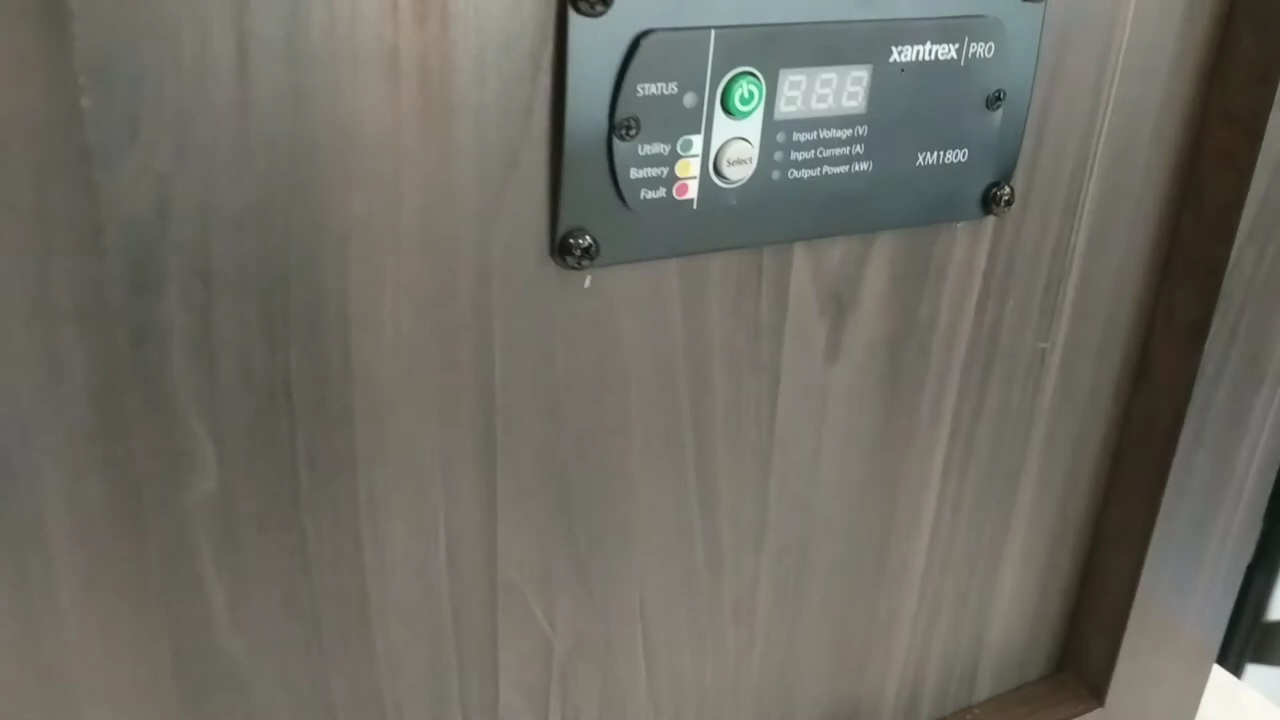 xantrex | PRO
STATUS
Input Voltage (V)
Utility
Input Current (A)
Battery
Select
XM1800
Output Power (kW)
Fault